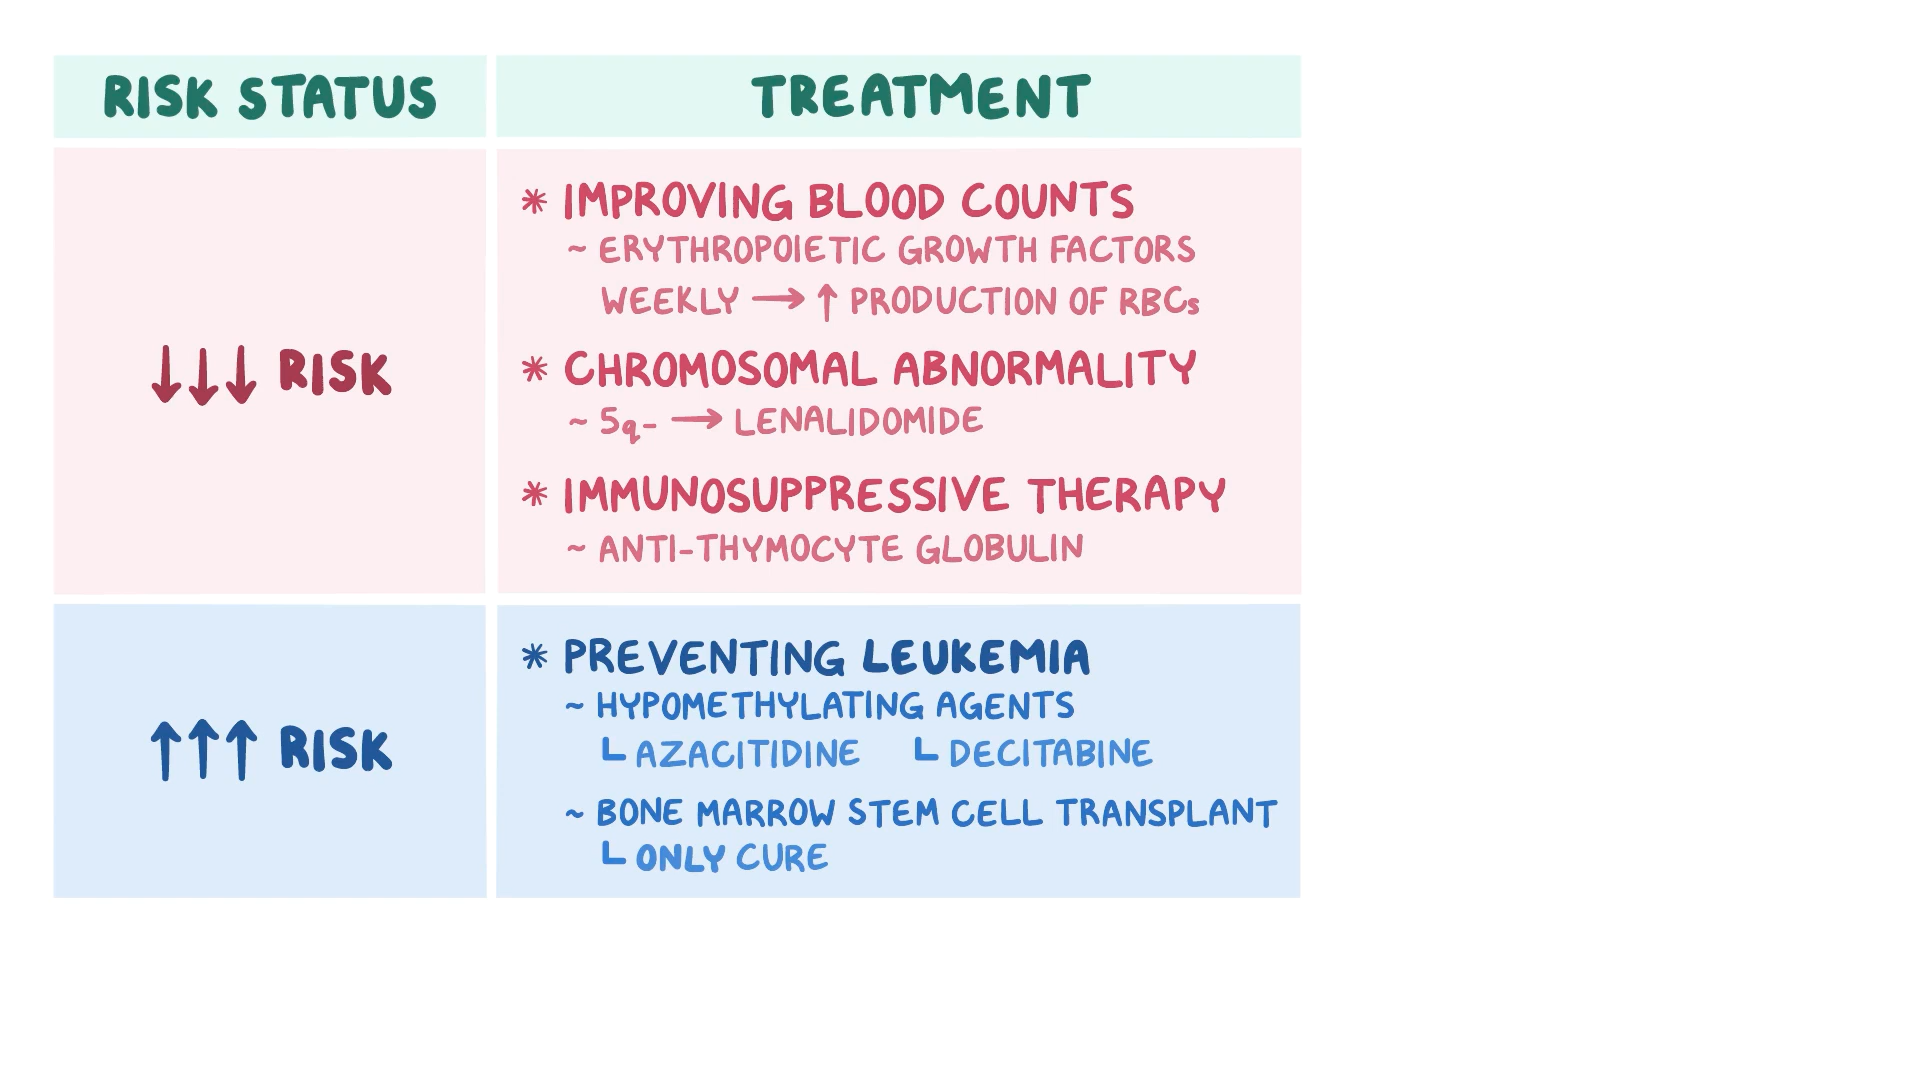 RISK STATUS
TREATMENT
↓↓↓ RISK
* IMPROVING BLOOD COUNTS
~ ERYTHROPOIETIC GROWTH FACTORS
WEEKLY → ↑ PRODUCTION OF RBCs
* CHROMOSOMAL ABNORMALITY
~ 5q- → LENALIDOMIDE
* IMMUNOSUPPRESSIVE THERAPY
~ ANTI-THYMOCYTE GLOBULIN
↑↑↑ RISK
* PREVENTING LEUKEMIA
~ HYPOMETHYLATING AGENTS
┗ AZACITIDINE ┗ DECITABINE
~ BONE MARROW STEM CELL TRANSPLANT
┗ ONLY CURE